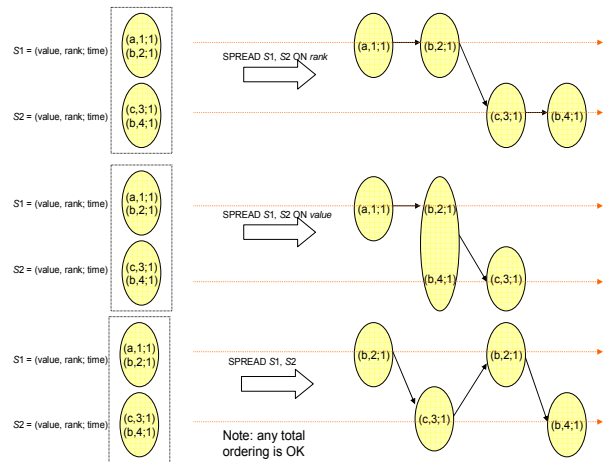 (a,1;1)
(b,2;1)
S1 = (value, rank; time)
SPREAD S1, S2 ON rank
(a,1;1)
(b,2;1)
(c,3;1)
(b,4;1)
S2 = (value, rank; time)
(c,3;1)
(b,4;1)
(a,1;1)
(b,2;1)
S1 = (value, rank; time)
SPREAD S1, S2 ON value
(a,1;1)
(b,2;1)
(c,3;1)
(b,4;1)
S2 = (value, rank; time)
(b,4;1)
(c,3;1)
(a,1;1)
(b,2;1)
S1 = (value, rank; time)
SPREAD S1, S2
(b,2;1)
(b,2;1)
(c,3;1)
(b,4;1)
S2 = (value, rank; time)
(c,3;1)
(b,4;1)
Note: any total
ordering is OK